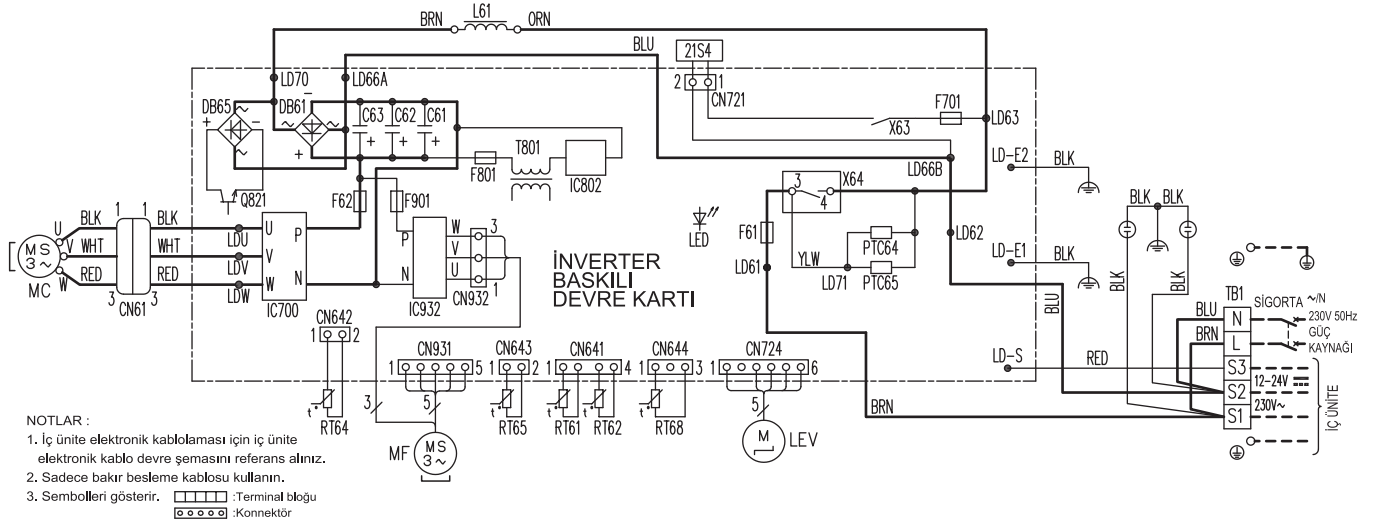 BRN L61 ORN
BLU
21S4
2 1
CN721
LD70 LD66A
DB65 DB61
~ ~ ~ ~
+ − − +
C63 C62 C61
+ + +
X63 F701 LD63
T801
F801 IC802
LD66B
LD-E2 BLK
Q821
F62 F901
3 X64
4
LED
F61
PTC64
YLW
LD71 PTC65
LD61
LD62
LD-E1 BLK
BLK BLK
BLK BLK
BLU
U BLK 1 1 BLK LDU U P
MS V WHT WHT LDV V
3 ~ W RED RED LDW W N
MC 3 3
CN61
IC700
P W 3
V
N U 1
IC932 CN932
İNVERTER
BASKILI
DEVRE KARTI
TB1
BLU N SİGORTA ~/N
230V 50Hz
BRN L GÜÇ
KAYNAĞI
LD-S RED S3
S2 12-24V
S1 230V~
İÇ ÜNİTE
BRN
CN642
1 2
CN931
1 5
CN643
1 2
CN641
1 4
CN644
1 3
CN724
1 6
t° t° t° t° t°
3 5 5
RT64 RT65 RT61 RT62 RT68
MF MS
3 ~
M LEV
NOTLAR :
1. İç ünite elektronik kablolaması için iç ünite
elektronik kablo devre şemasını referans alınız.
2. Sadece bakır besleme kablosu kullanın.
3. Sembolleri gösterir. :Terminal bloğu
:Konnektör